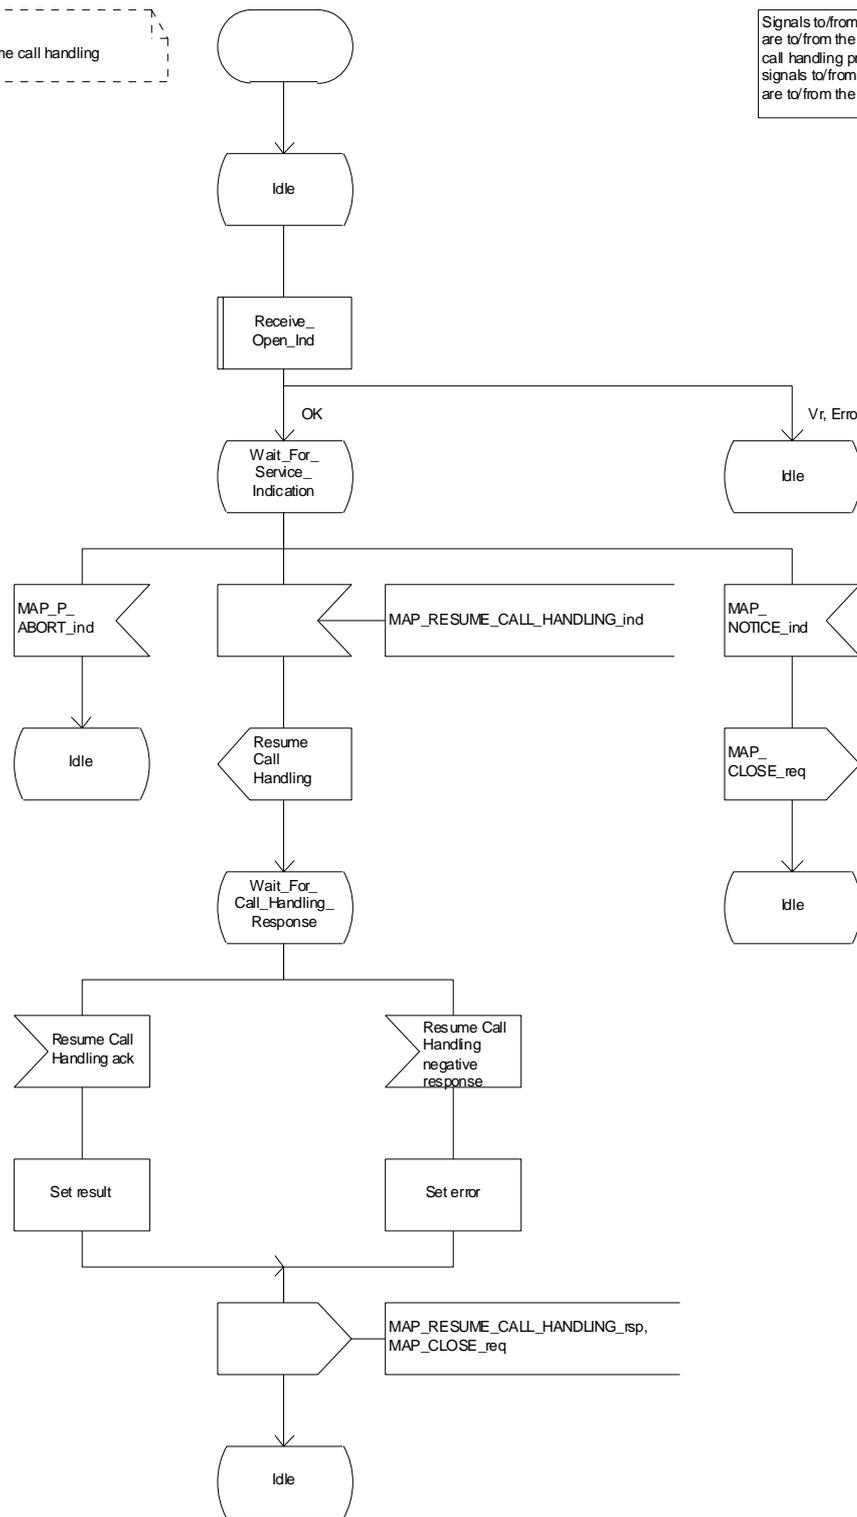 call handling
Signals to/from
are to/from the
call handling
signals to/from
are to/from the
Idle
Receive_
Open_Ind
OK
Vr,
Wait_For_
Service_
Indication
Idle
MAP_P_
ABORT_ind
MAP_RESUME_CALL_HANDLING_ind
MAP_
NOTICE_ind
Idle
Resume
Call
Handling
MAP_
CLOSE_req
Wait_For_
Call_Handling_
Response
Idle
Resume Call
Handling ack
Resume Call
Handling
negative
response
Set result
Set error
MAP_RESUME_CALL_HANDLING_rsp,
MAP_CLOSE_req
Idle